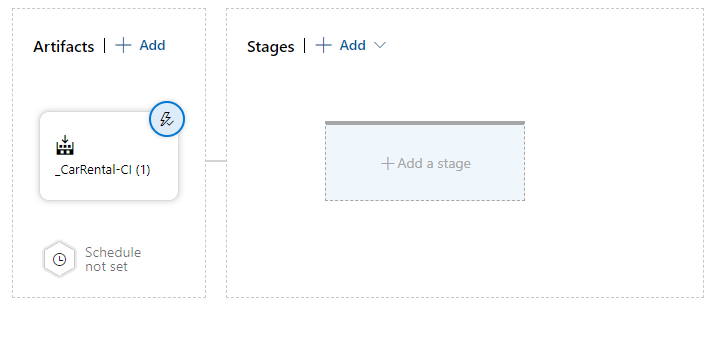 Artifacts | + Add
Stages | + Add
_CarRental-CI (1)
+ Add a stage
Schedule
not set